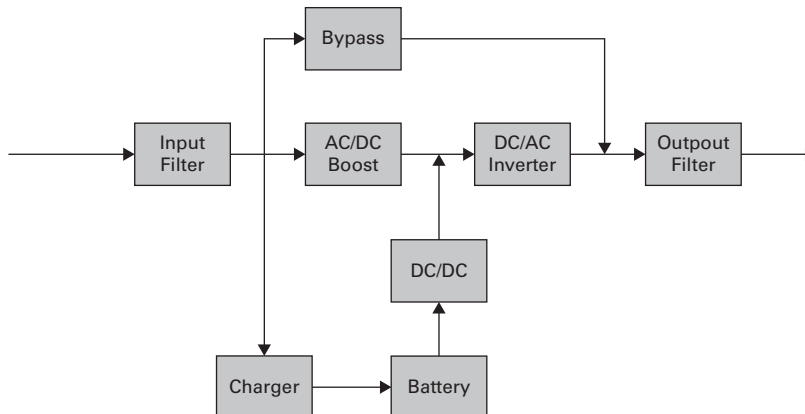 Bypass
Input
Filter
AC/DC
Boost
DC/AC
Inverter
Outpout
Filter
DC/DC
Charger
Battery